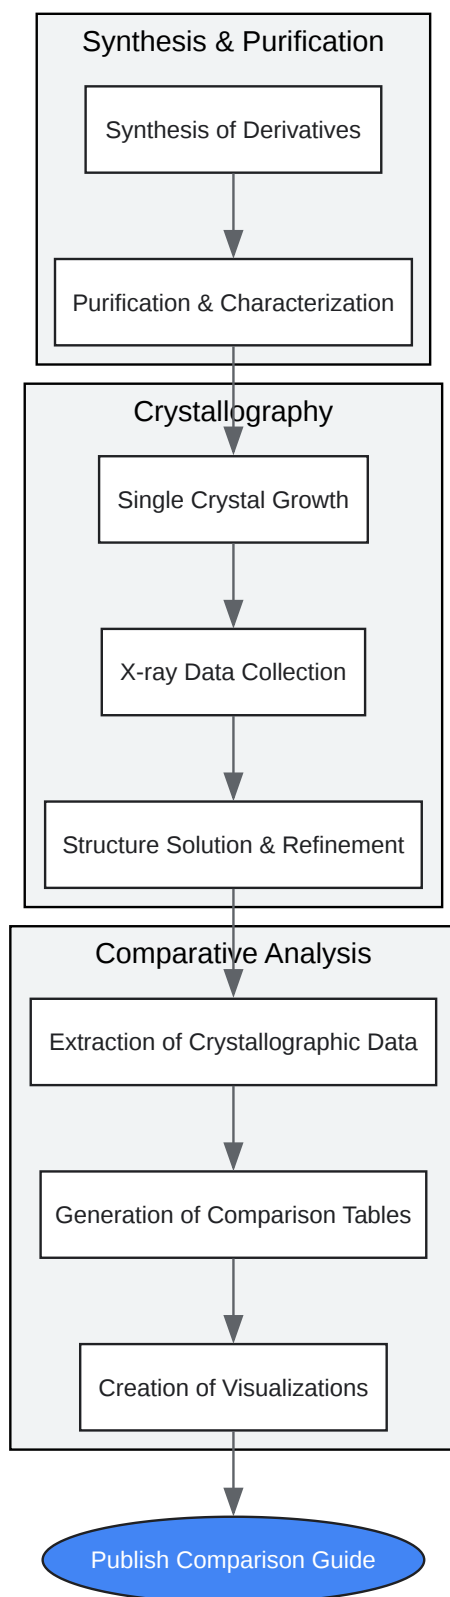 Synthesis & Purification
Synthesis of Derivatives
Purification & Characterization
Crystallography
Single Crystal Growth
X-ray Data Collection
Structure Solution & Refinement
Comparative Analysis
Extraction of Crystallographic Data
Generation of Comparison Tables
Creation of Visualizations
Publish Comparison Guide